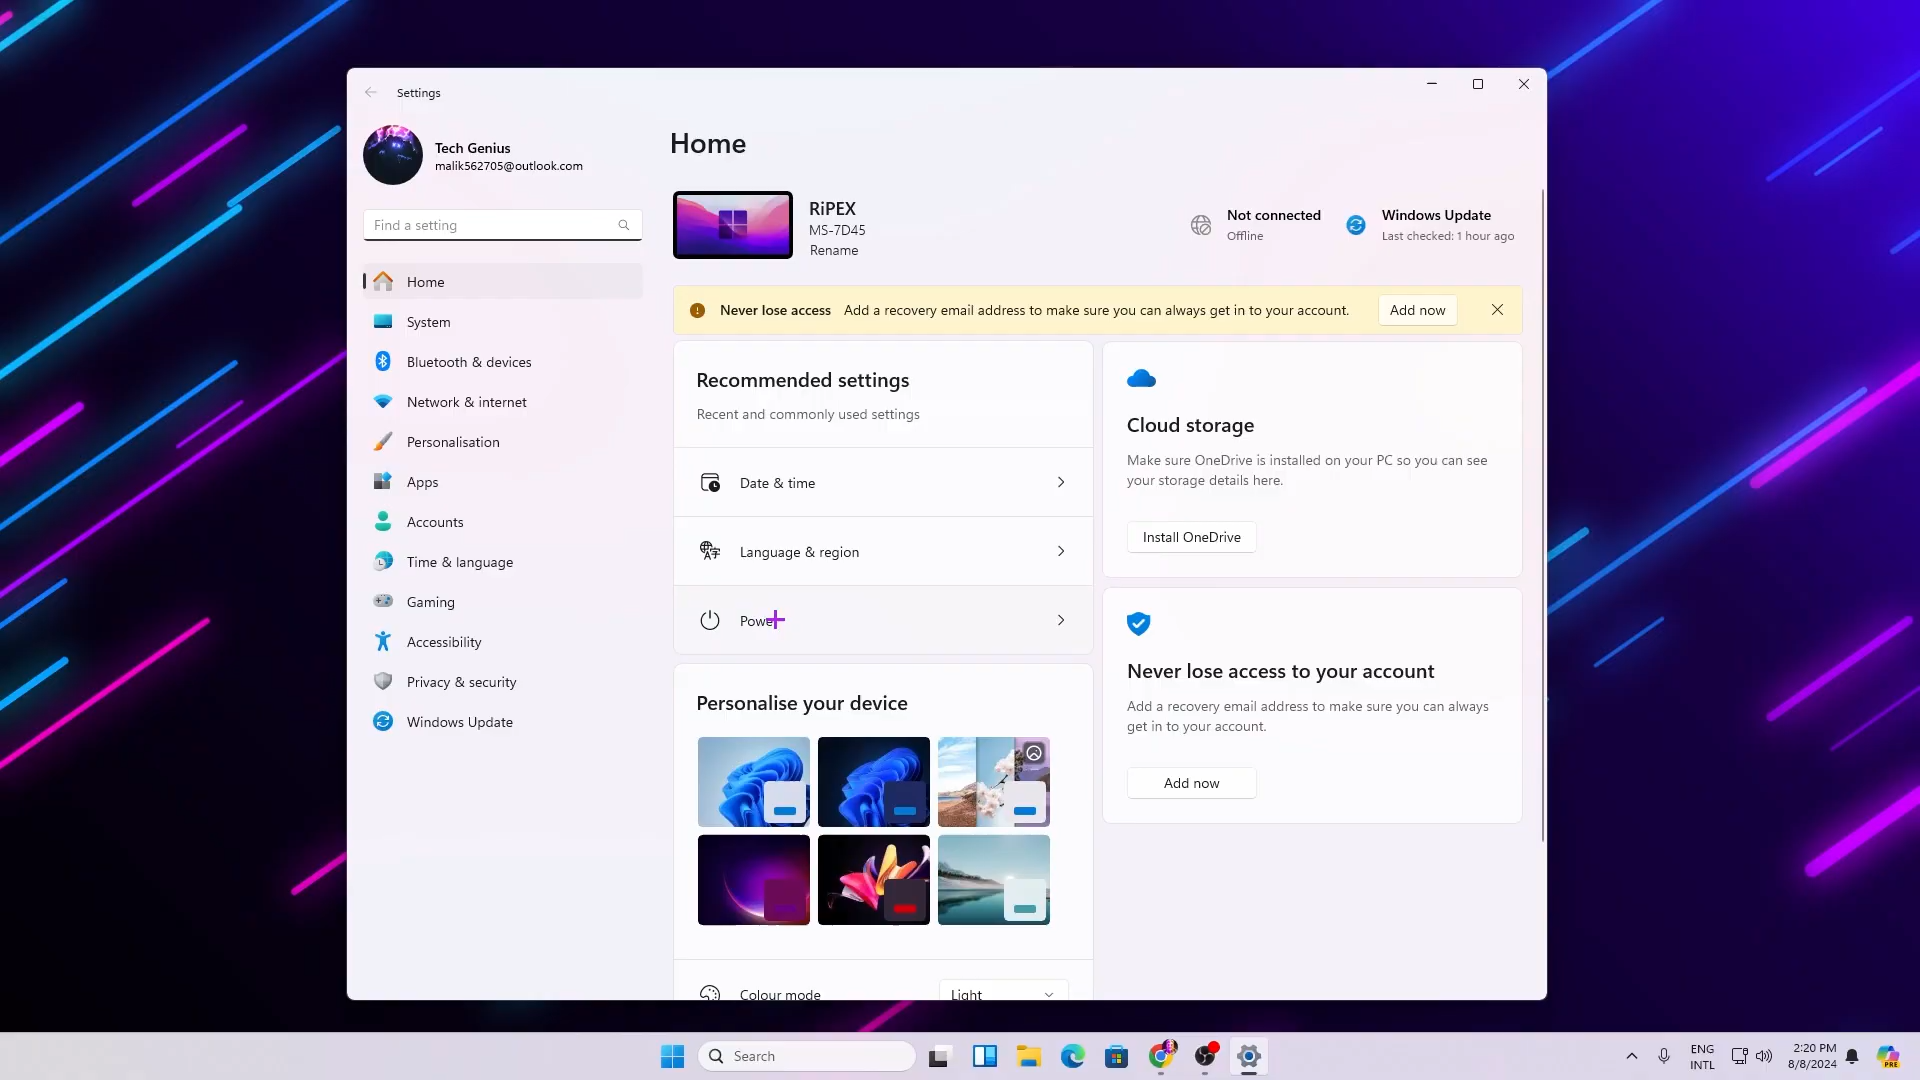 Settings
Tech Genius
malik562705@outlook.com
Find a setting
Home
System
Bluetooth & devices
Network & internet
Personalisation
Apps
Accounts
Time & language
Gaming
Accessibility
Privacy & security
Windows Update
Home
RiPEX
MS-7D45
Rename
Not connected
Offline
Windows Update
Last checked: 1 hour ago
Never lose access Add a recovery email address to make sure you can always get in to your account. Add now
Recommended settings
Recent and commonly used settings
Date & time
Language & region
Power
Personalise your device
Colour mode Light
Cloud storage
Make sure OneDrive is installed on your PC so you can see
your storage details here.
Install OneDrive
Never lose access to your account
Add a recovery email address to make sure you can always
get in to your account.
Add now
Search
ENG
INTL
2:20 PM
8/8/2024
PRE